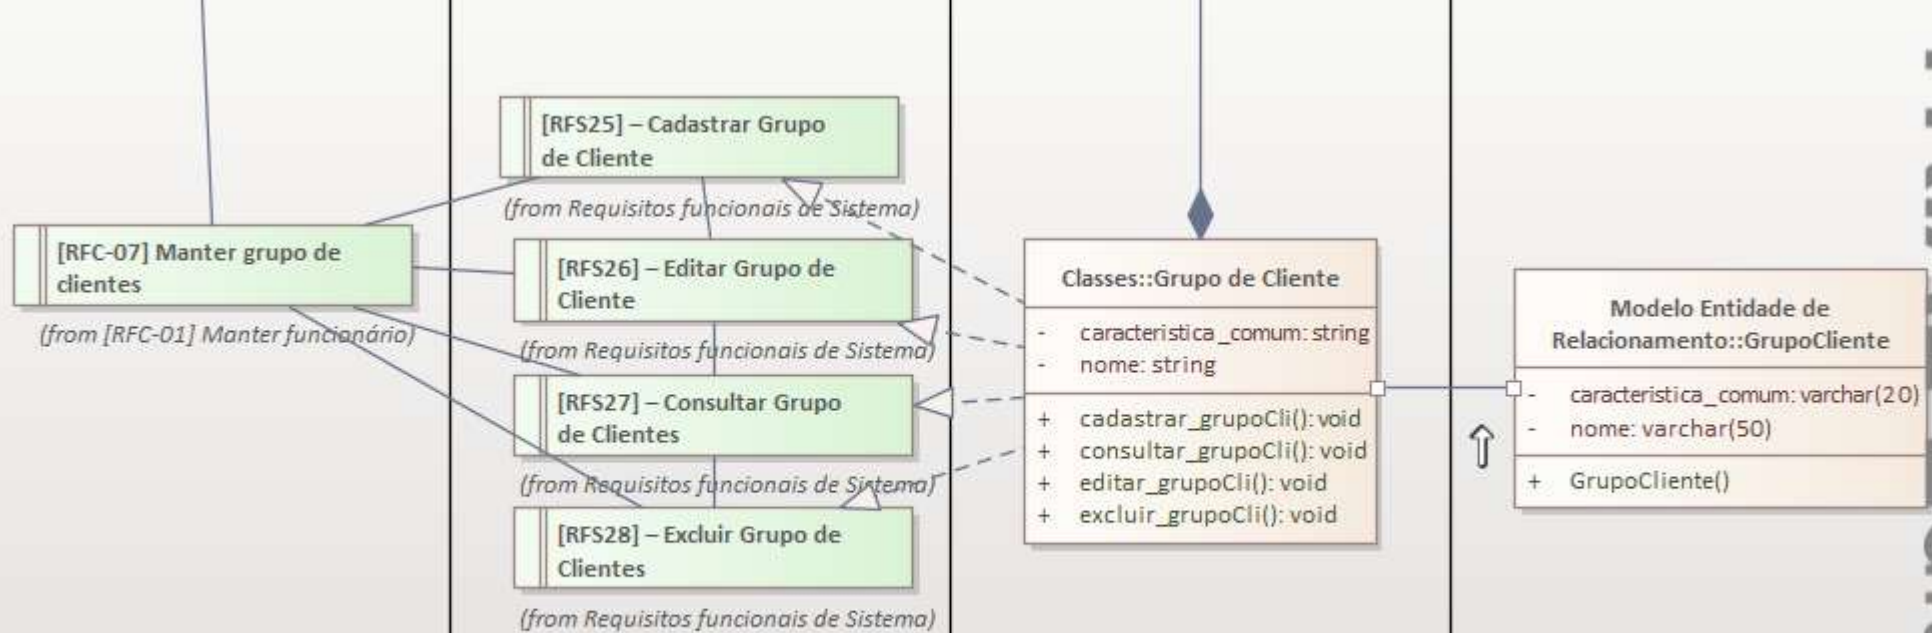 [RFS25] – Cadastrar Grupo
de Cliente
(from Requisitos funcionais de Sistema)
[RFC-07] Manter grupo de
clientes
(from [RFC-01] Manter funcionário)
[RFS26] – Editar Grupo de
Cliente
(from Requisitos funcionais de Sistema)
[RFS27] – Consultar Grupo
de Clientes
(from Requisitos funcionais de Sistema)
[RFS28] – Excluir Grupo de
Clientes
(from Requisitos funcionais de Sistema)
Classes::Grupo de Cliente
- caracteristica_comum: string
- nome: string
+ cadastrar_grupoCli(): void
+ consultar_grupoCli(): void
+ editar_grupoCli(): void
+ excluir_grupoCli(): void
Modelo Entidade de
Relacionamento::GrupoCliente
- caracteristica_comum: varchar(20)
- nome: varchar(50)
+ GrupoCliente()